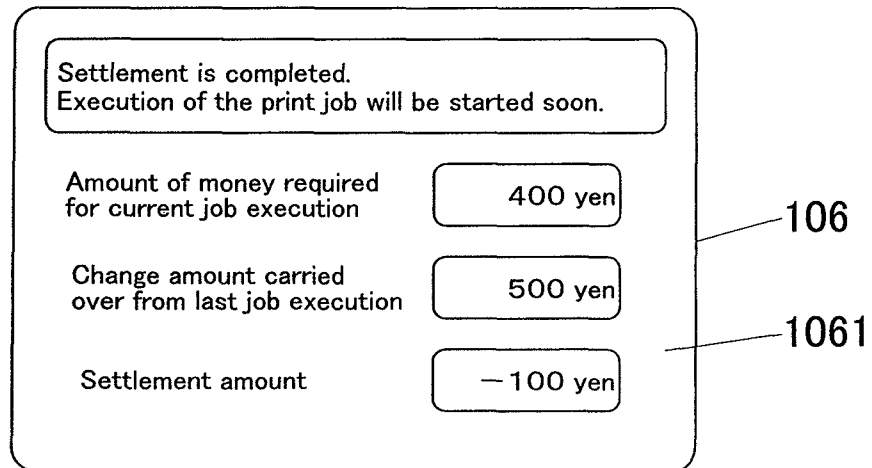 Settlement is completed.
Execution of the print job will be started soon.
Amount of money required
for current job execution
400 yen
106
Change amount carried
over from last job execution
500 yen
1061
Settlement amount
－100 yen